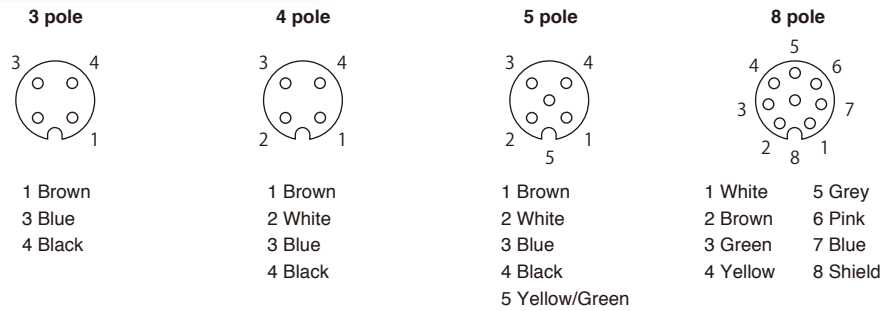 3 pole
3 4
1
1 Brown
3 Blue
4 Black
4 pole
3 4
2 1
1 Brown
2 White
3 Blue
4 Black
5 pole
3 4
2 1
5
1 Brown
2 White
3 Blue
4 Black
5 Yellow/Green
8 pole
5
4 6
3 7
2 8 1
1 White 5 Grey
2 Brown 6 Pink
3 Green 7 Blue
4 Yellow 8 Shield